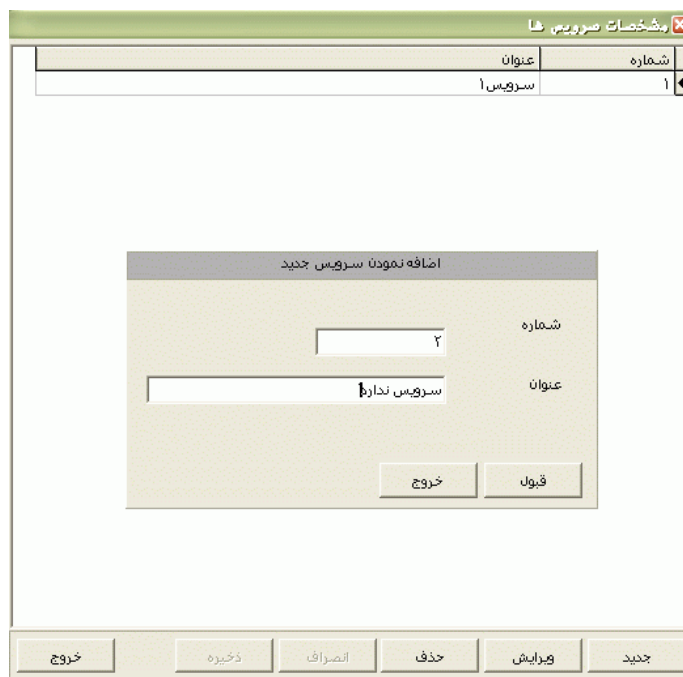 مشخصات سرویس ها
شماره عنوان
۱ سرویس۱
اضافه نمودن سرویس جدید
شماره
۲
عنوان
سرویس ندارد
قبول خروج
جدید ویرایش حذف انصراف ذخیره خروج